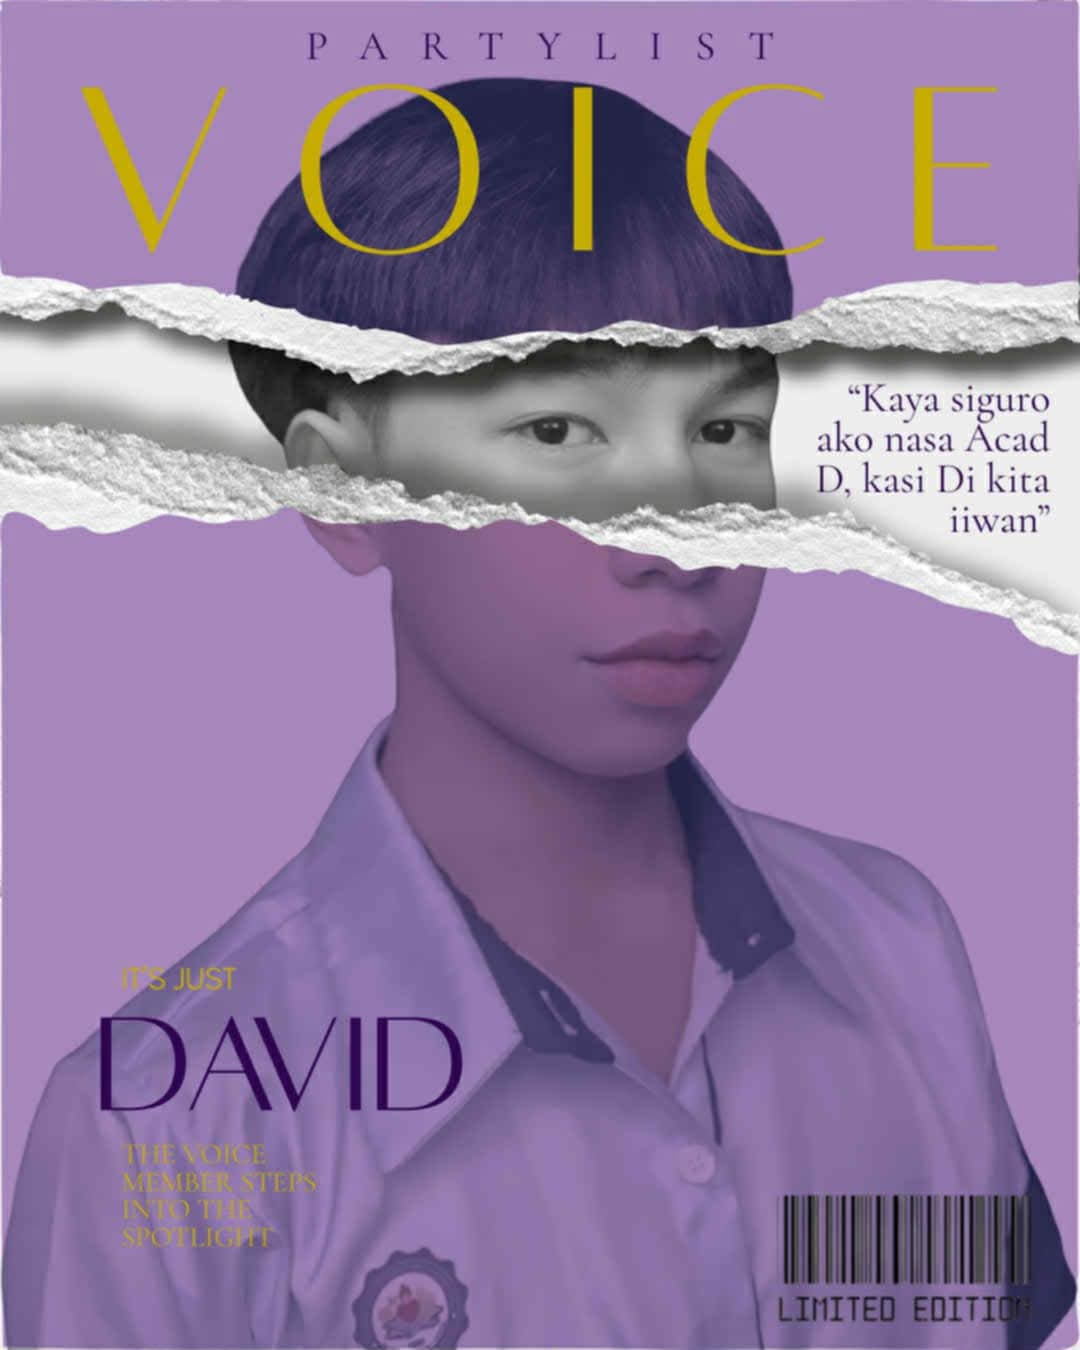 PARTYLIST
VOICE
“Kaya siguro
ako nasa Acad
D, kasi Di kita
iiwan”
IT'S JUST
DAVID
THE VOICE
MEMBER STEPS
INTO THE
SPOTLIGHT
LIMITED EDITION